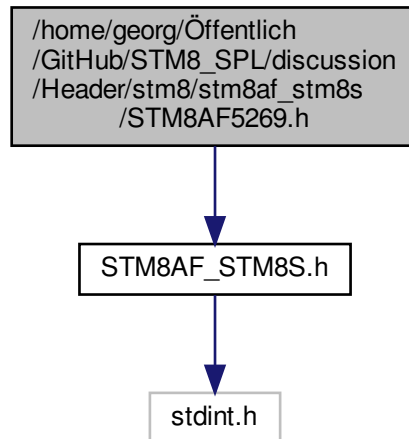 /home/georg/Öffentlich
/GitHub/STM8_SPL/discussion
/Header/stm8/stm8af_stm8s
/STM8AF5269.h
STM8AF_STM8S.h
stdint.h